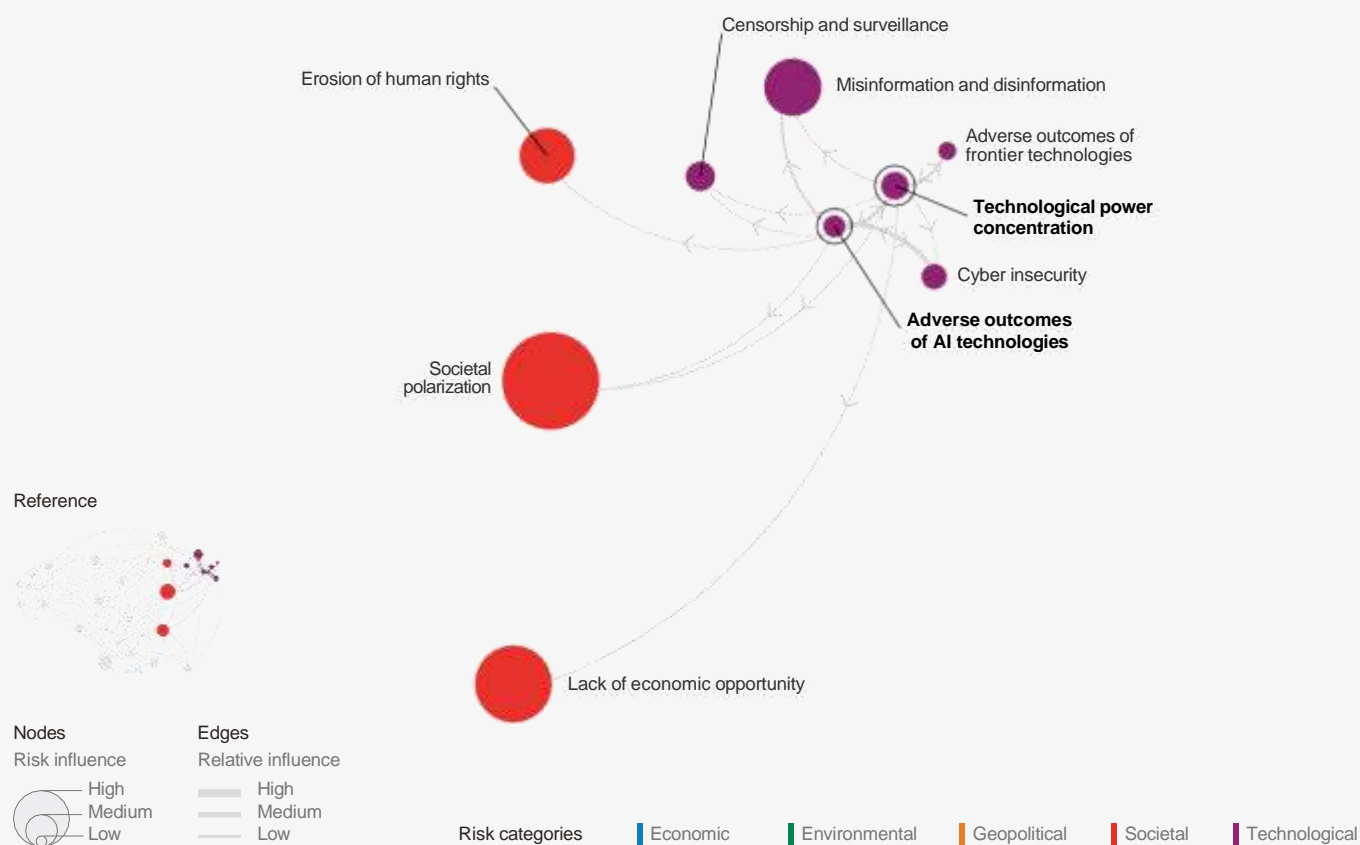 Censorship and surveillance
Erosion of human rights
Misinformation and disinformation
Adverse outcomes of
frontier technologies
Technological power
concentration
Cyber insecurity
Adverse outcomes
of AI technologies
Societal
polarization
Lack of economic opportunity
Reference
Nodes
Risk influence
High
Medium
Low
Edges
Relative influence
High
Medium
Low
Risk categories
Economic
Environmental
Geopolitical
Societal
Technological